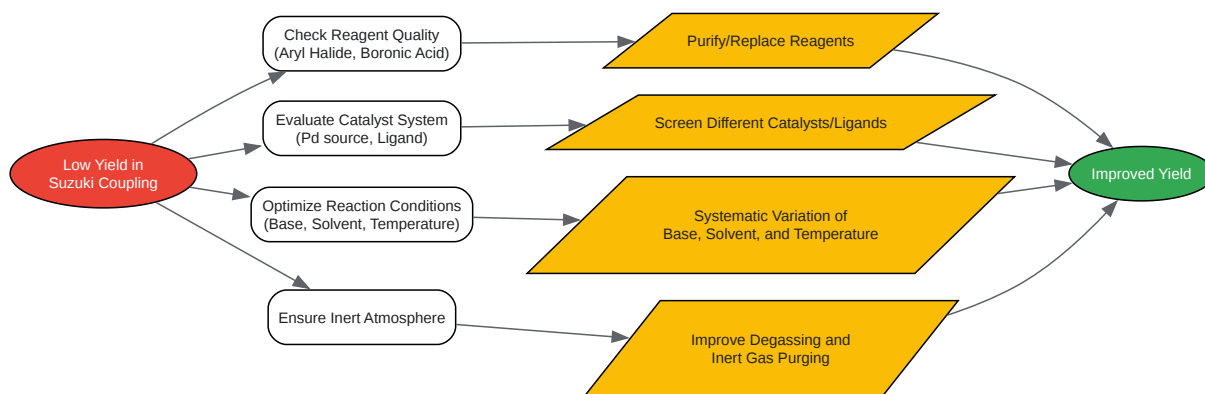 Low Yield in
Suzuki Coupling
Check Reagent Quality
(Aryl Halide, Boronic Acid)
Purify/Replace Reagents
Evaluate Catalyst System
(Pd source, Ligand)
Screen Different Catalysts/Ligands
Optimize Reaction Conditions
(Base, Solvent, Temperature)
Systematic Variation of
Base, Solvent, and Temperature
Ensure Inert Atmosphere
Improve Degassing and
Inert Gas Purging
Improved Yield